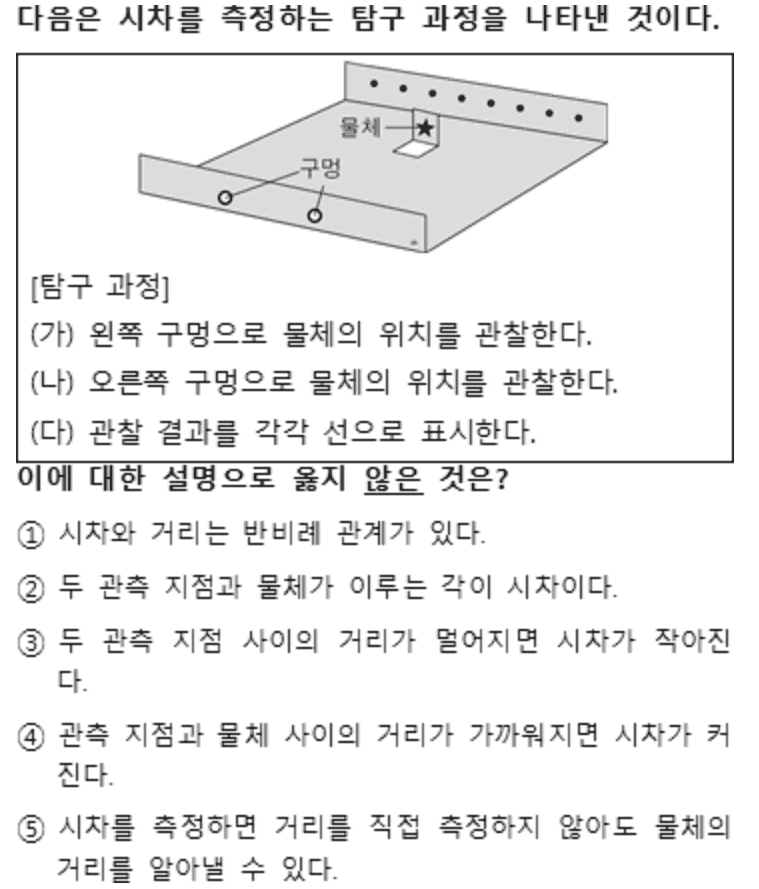 다음은 시차를 측정하는 탐구 과정을 나타낸 것이다.
물체
구멍
[탐구 과정]
(가) 왼쪽 구멍으로 물체의 위치를 관찰한다.
(나) 오른쪽 구멍으로 물체의 위치를 관찰한다.
(다) 관찰 결과를 각각 선으로 표시한다.
이에 대한 설명으로 옳지 않은 것은?
① 시차와 거리는 반비례 관계가 있다.
② 두 관측 지점과 물체가 이루는 각이 시차이다.
③ 두 관측 지점 사이의 거리가 멀어지면 시차가 작아진
다.
④ 관측 지점과 물체 사이의 거리가 가까워지면 시차가 커
진다.
⑤ 시차를 측정하면 거리를 직접 측정하지 않아도 물체의
거리를 알아낼 수 있다.